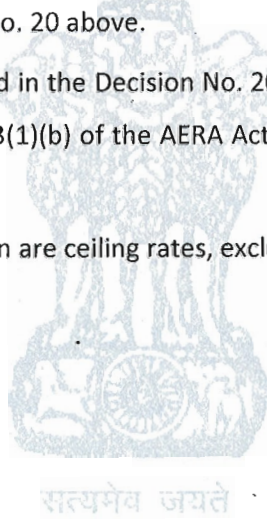 o. 20 above.
d in the Decision No. 20
3(1)(b) of the AERA Act
n are ceiling rates, excl
सत्यमेव जयते